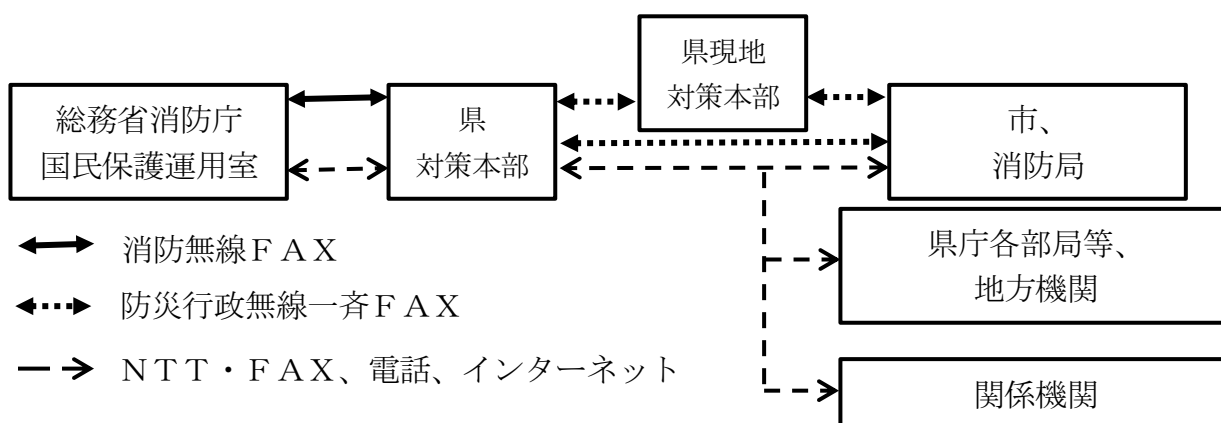 県現地
対策本部
総務省消防庁
国民保護運用室
県
対策本部
市、
消防局
県庁各部局等、
地方機関
関係機関
消防無線ＦＡＸ
防災行政無線一斉ＦＡＸ
ＮＴＴ・ＦＡＸ、電話、インターネット